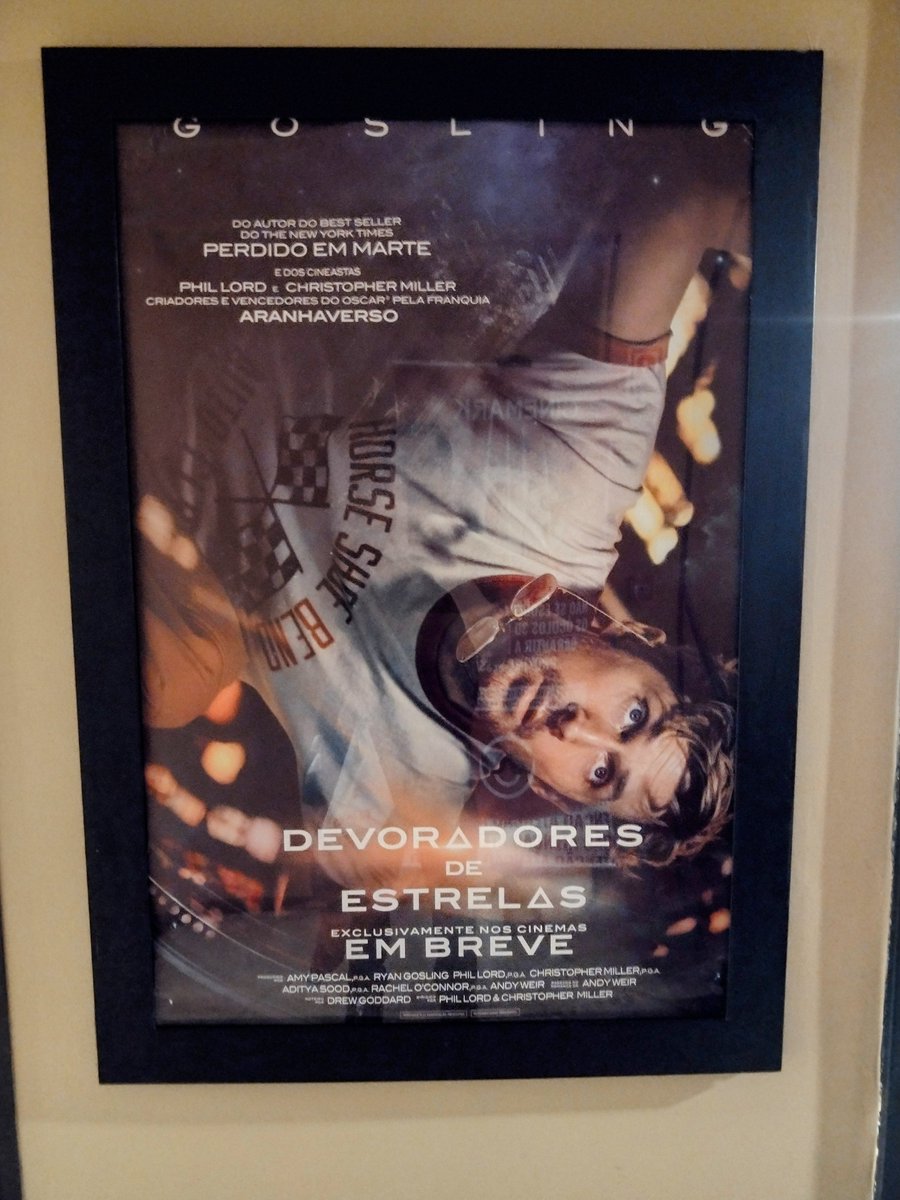 GOSLING
DO AUTOR DO BEST SELLER
DO THE NEW YORK TIMES
PERDIDO EM MARTE
E DOS CINEASTAS
PHIL LORD E CHRISTOPHER MILLER
CRIADORES E VENCEDORES DO OSCAR® PELA FRANQUIA
ARANHAVERSO
HORSE SHOE BEND
DEVORADORES
DE
ESTRELAS
EXCLUSIVAMENTE NOS CINEMAS
EM BREVE
AMY PASCAL, P.G.A. RYAN GOSLING PHIL LORD, P.G.A. CHRISTOPHER MILLER, P.G.A.
ADITYA SOOD, P.G.A. RACHEL O'CONNOR, P.G.A. ANDY WEIR ANDY WEIR
DREW GODDARD PHIL LORD & CHRISTOPHER MILLER